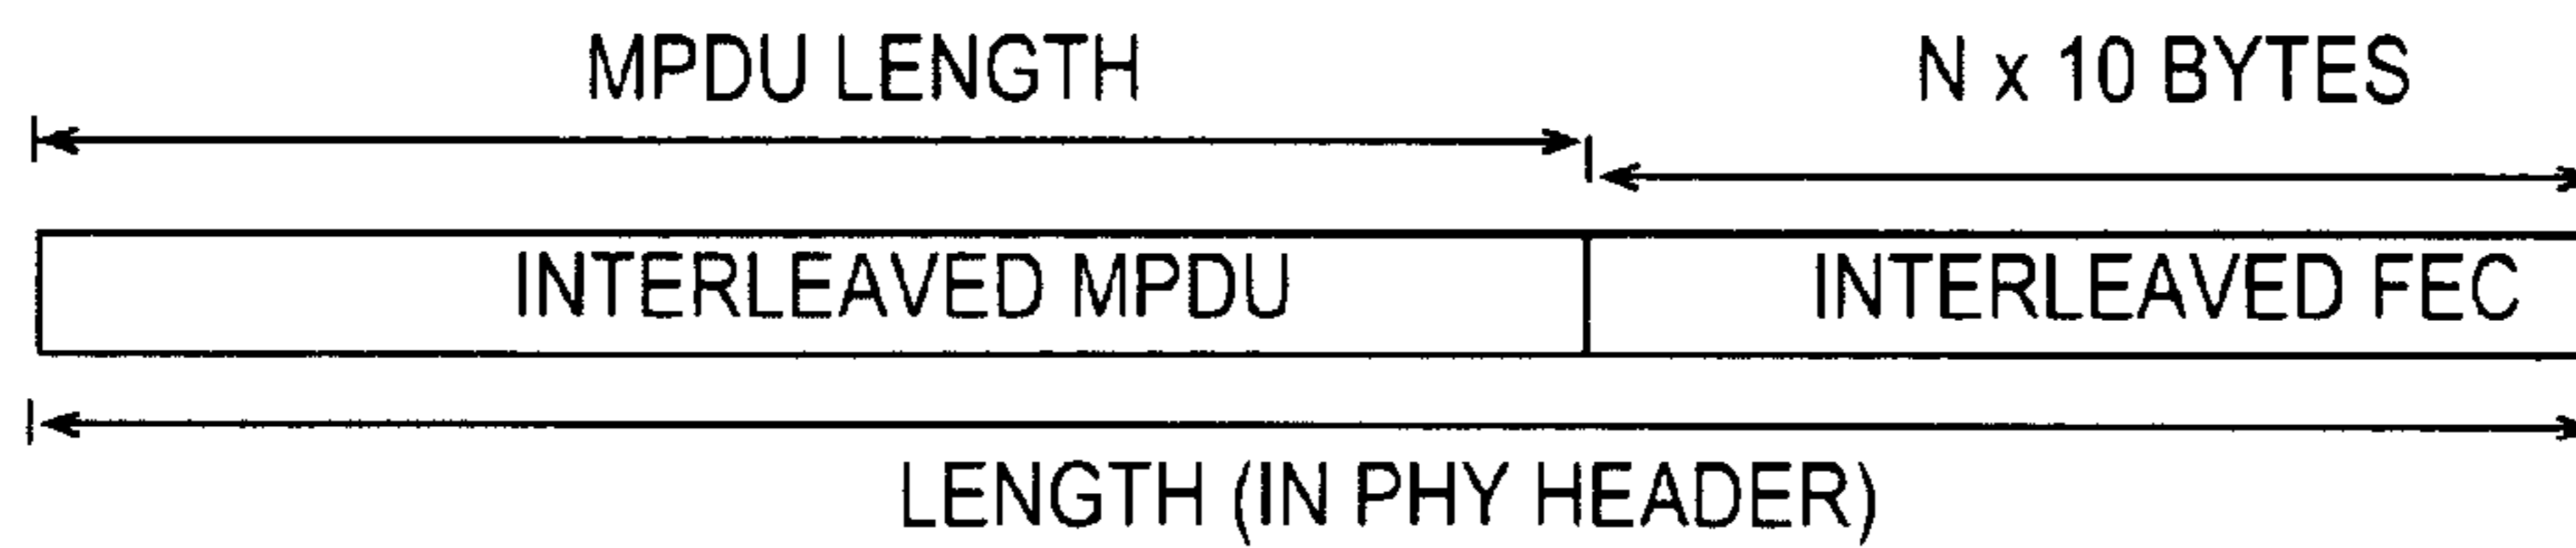 MPDU LENGTH
N x 10 BYTES
INTERLEAVED MPDU
INTERLEAVED FEC
LENGTH (IN PHY HEADER)